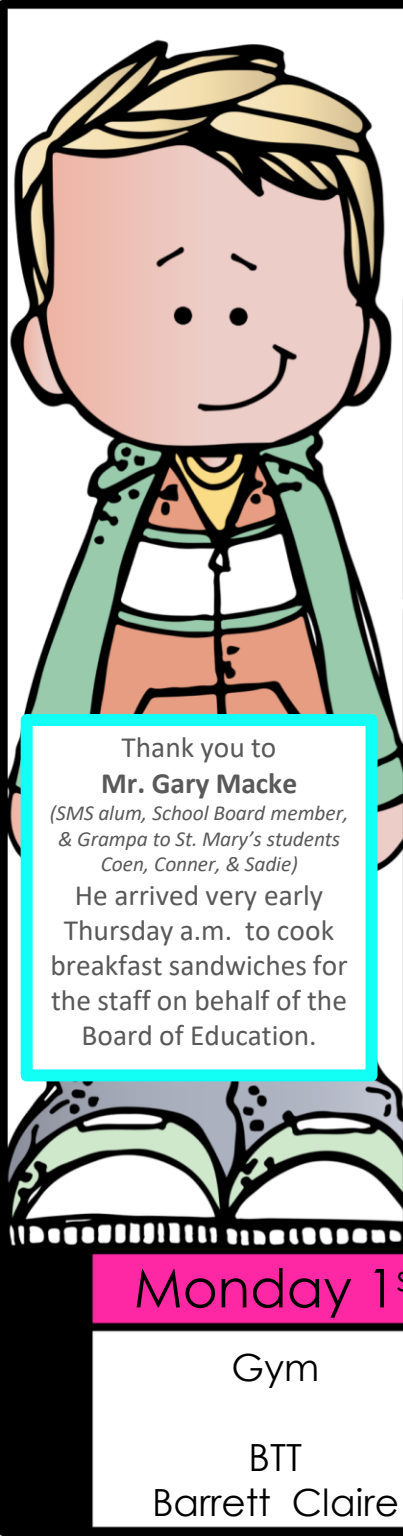 Thank you to
Mr. Gary Macke
(SMS alum, School Board member,
& Grampa to St. Mary's students
Coen, Conner, & Sadie)
He arrived very early
Thursday a.m. to cook
breakfast sandwiches for
the staff on behalf of the
Board of Education.
Monday 1s
Gym
BTT
Barrett Claire